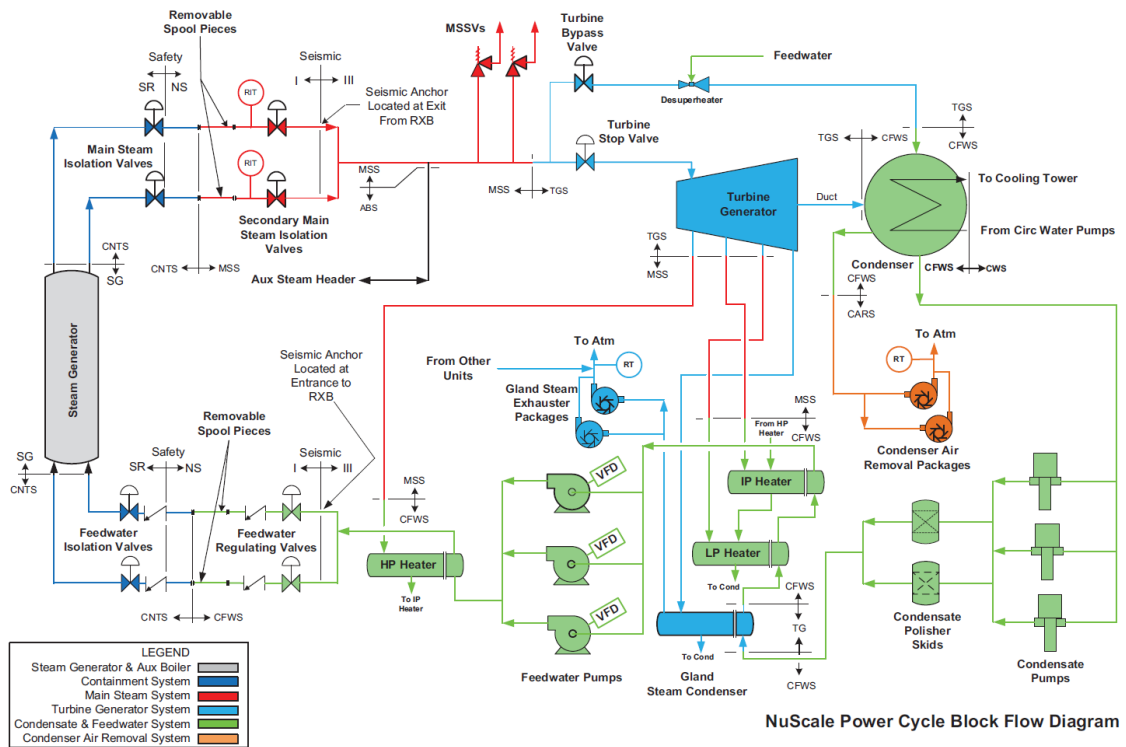 Removable
Spool Pieces
Safety
SR
NS
Seismic
I
III
RIT
Main Steam
Isolation Valves
RIT
Secondary Main
Steam Isolation
Valves
Seismic Anchor
Located at Exit
From RXB
MSSVs
Turbine
Bypass
Valve
Feedwater
Desuperheater
Turbine
Stop Valve
MSS
ABS
MSS
TGS
Aux Steam Header
TGS
CFWS
TGS
CFWS
To Cooling Tower
From Circ Water Pumps
Turbine
Generator
Duct
Condenser
CFWS
CWS
TGS
MSS
CFWS
CARS
CNTS
SG
CNTS
MSS
Steam Generator
SG
CNTS
Removable
Spool Pieces
Safety
SR
NS
Seismic
I
III
Seismic Anchor
Located at
Entrance to
RXB
Feedwater
Isolation Valves
Feedwater
Regulating Valves
CNTS
CFWS
MSS
CFWS
HP Heater
To IP
Heater
From Other
Units
To Atm
RT
Gland Steam
Exhauster
Packages
VFD
VFD
VFD
Feedwater Pumps
From HP
Heater
MSS
CFWS
IP Heater
LP Heater
To Cond
CFWS
TG
CFWS
To Cond
Gland
Steam Condenser
To Atm
RT
Condenser Air
Removal Packages
Condensate
Polisher
Skids
Condensate
Pumps
LEGEND
Steam Generator & Aux Boiler
Containment System
Main Steam System
Turbine Generator System
Condensate & Feedwater System
Condenser Air Removal System
NuScale Power Cycle Block Flow Diagram